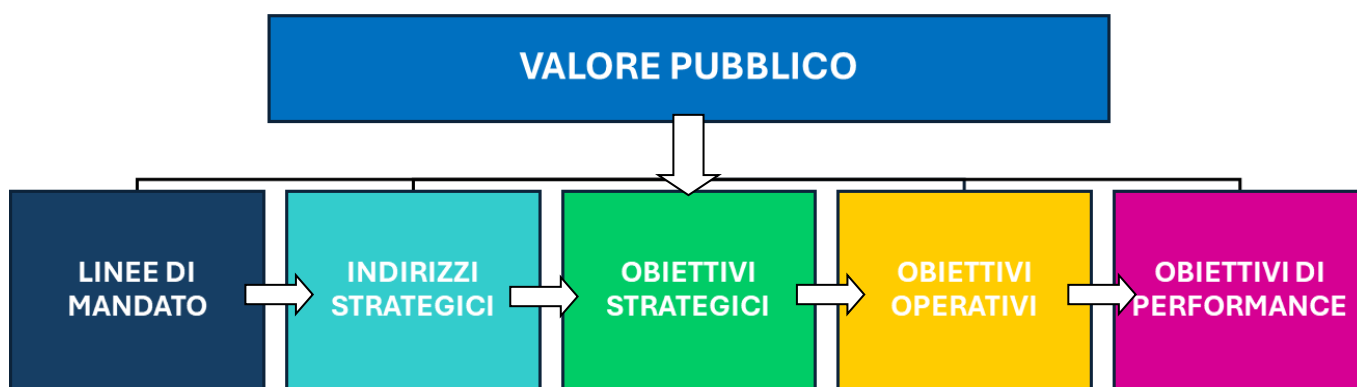 VALORE PUBBLICO
LINEE DI
MANDATO
INDIRIZZI
STRATEGICI
OBIETTIVI
STRATEGICI
OBIETTIVI
OPERATIVI
OBIETTIVI DI
PERFORMANCE